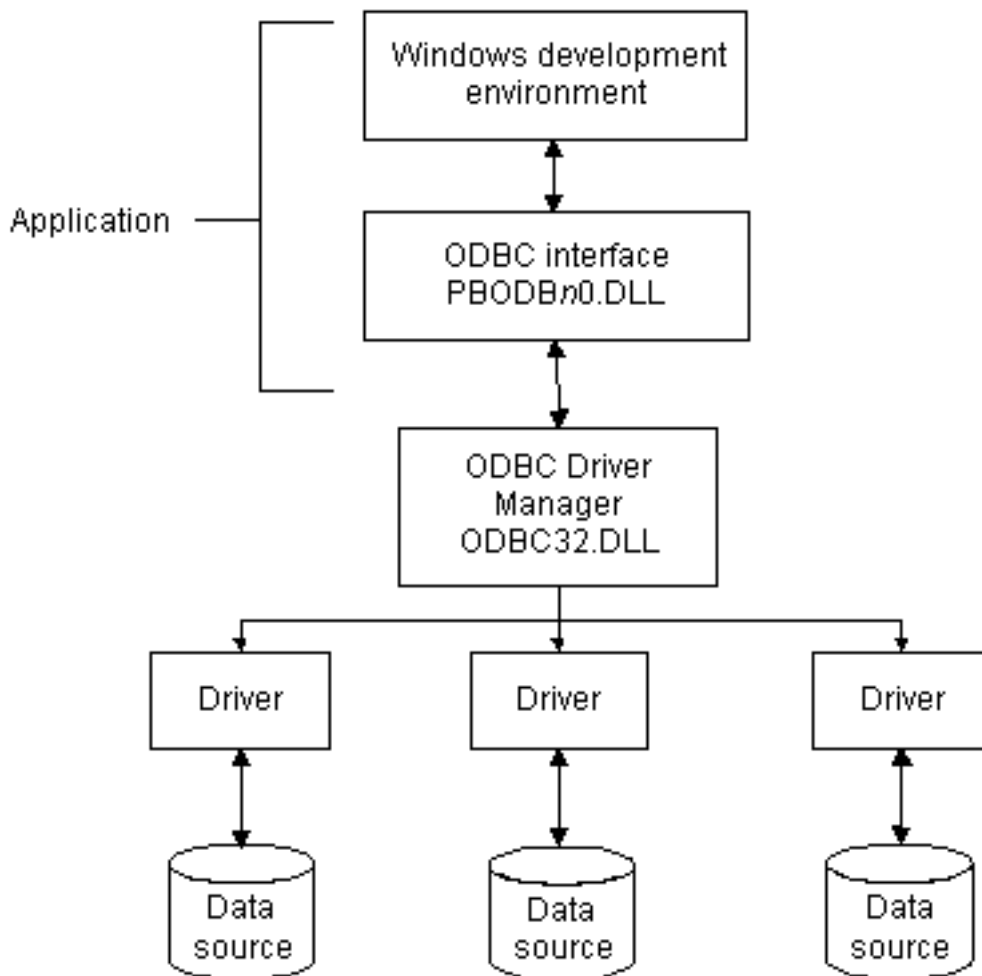 Windows development
environment
Application
ODBC interface
PBODBn0.DLL
ODBC Driver
Manager
ODBC32.DLL
Driver
Driver
Driver
Data
source
Data
source
Data
source